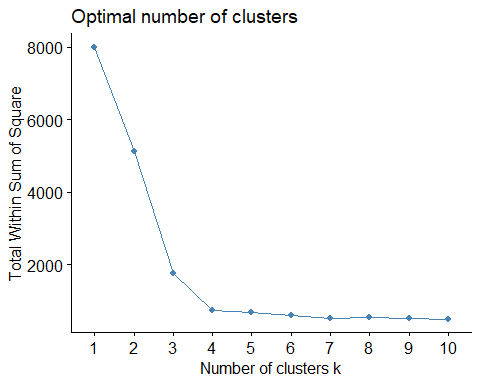 Optimal number of clusters
Total Within Sum of Square
8000
6000
4000
2000
1 2 3 4 5 6 7 8 9 10
Number of clusters k